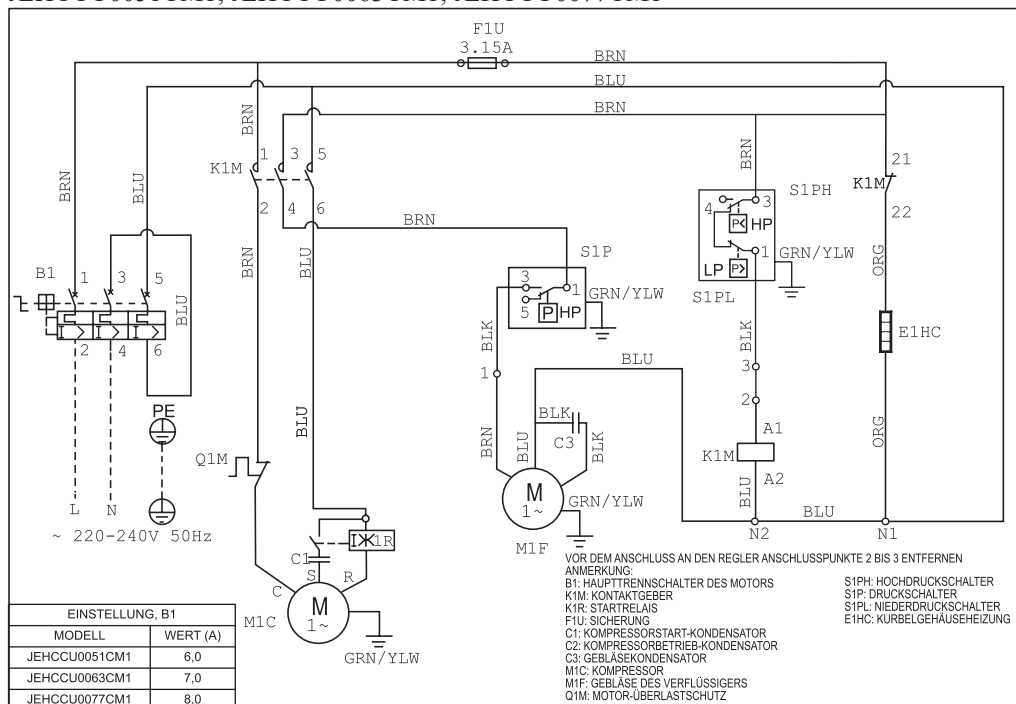 F1U
3.15A
BRN
BLU
BRN
BRN
BLU
BRN
K1M
1 3 5
2 4 6
BRN
BRN
BLU
B1
1 3 5
2 4 6
BLU
PE
L N
~ 220-240V 50Hz
BRN
S1PH
4 3
P< HP
1
GRN/YLW
LP P>
S1PL
21
K1M
22
ORG
E1HC
ORG
S1P
3 1
5 P HP
GRN/YLW
BLK
1
BLU
BLK
3
2
BLU
BRN
BLU
BLK
C3
BLK
M
1~
GRN/YLW
M1F
K1M
A1
A2
BLU
BLU
N2 N1
Q1M
1R
C1
S R
C
M
1~
M1C
GRN/YLW
EINSTELLUNG, B1
MODELL WERT (A)
JEHCCU0051CM1 6,0
JEHCCU0063CM1 7,0
JEHCCU0077CM1 8,0
VOR DEM ANSCHLUSS AN DEN REGLER ANSCHLUSSPUNKTE 2 BIS 3 ENTFERNEN
ANMERKUNG:
B1: HAUPTTRENNSCHALTER DES MOTORS
K1M: KONTAKTGEBER
K1R: STARTRELAIS
F1U: SICHERUNG
C1: KOMPRESSORSTART-KONDENSATOR
C2: KOMPRESSORBETRIEB-KONDENSATOR
C3: GEBLÄSEKONDENSATOR
M1C: KOMPRESSOR
M1F: GEBLÄSE DES VERFLÜSSIGERS
Q1M: MOTOR-ÜBERLASTSCHUTZ
S1PH: HOCHDRUCKSCHALTER
S1P: DRUCKSCHALTER
S1PL: NIEDERDRUCKSCHALTER
E1HC: KURBELGEHÄUSEHEIZUNG